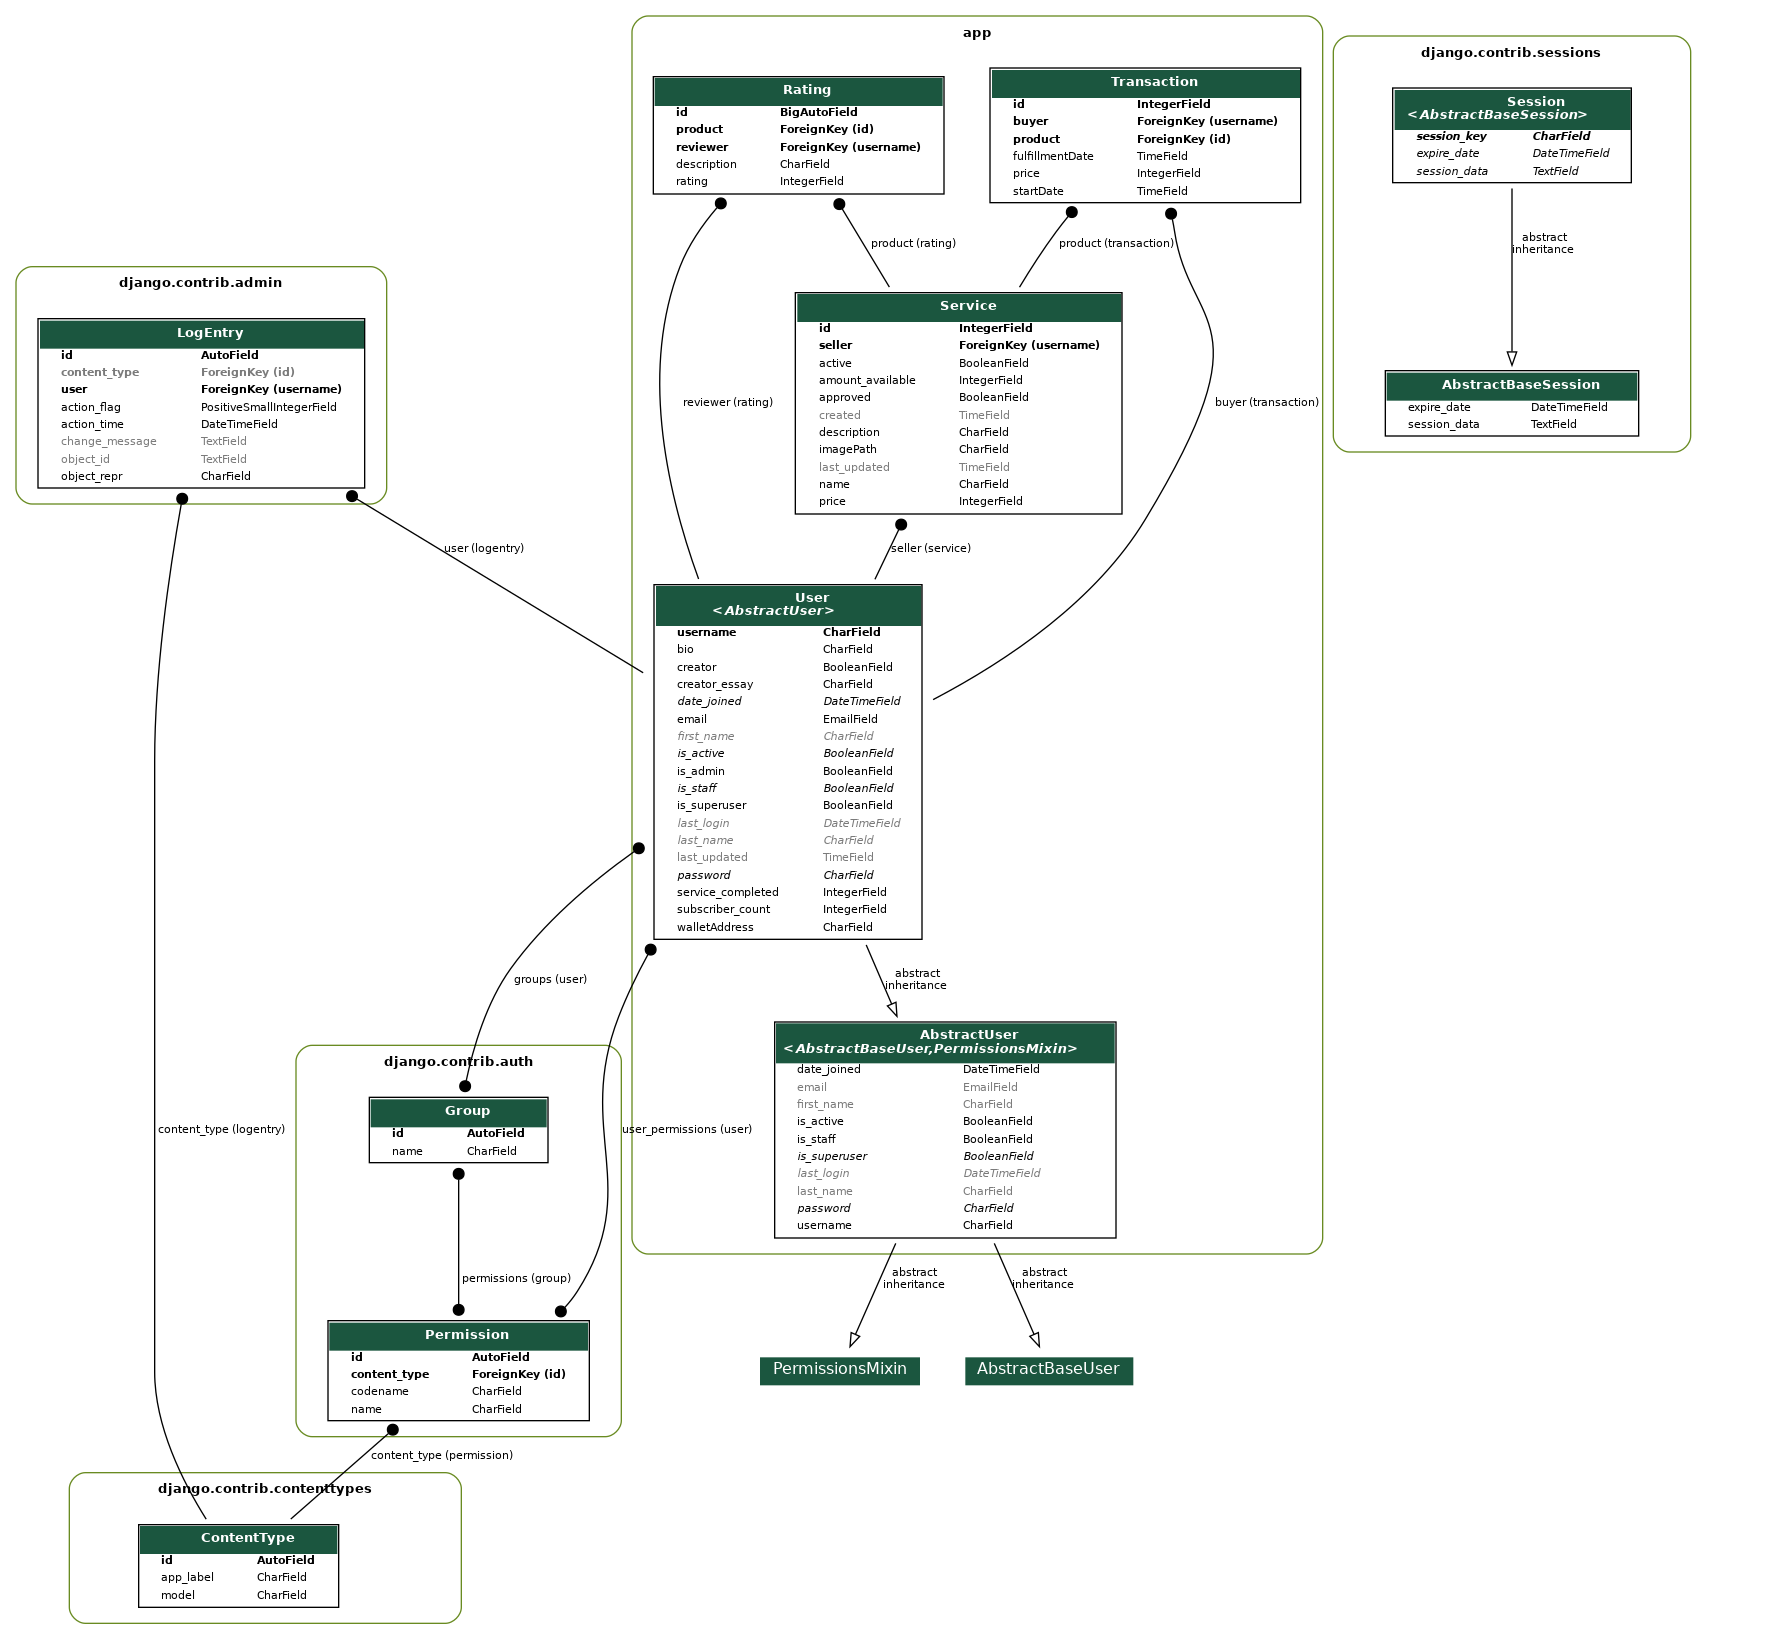 app
Rating
id BigAutoField
product ForeignKey (id)
reviewer ForeignKey (username)
description CharField
rating IntegerField
Transaction
id IntegerField
buyer ForeignKey (username)
product ForeignKey (id)
fulfillmentDate TimeField
price IntegerField
startDate TimeField
django.contrib.sessions
Session
<AbstractBaseSession>
session_key CharField
expire_date DateTimeField
session_data TextField
abstract
inheritance
AbstractBaseSession
expire_date DateTimeField
session_data TextField
product (rating)
product (transaction)
django.contrib.admin
LogEntry
id AutoField
content_type ForeignKey (id)
user ForeignKey (username)
action_flag PositiveSmallIntegerField
action_time DateTimeField
change_message TextField
object_id TextField
object_repr CharField
Service
id IntegerField
seller ForeignKey (username)
active BooleanField
amount_available IntegerField
approved BooleanField
created TimeField
description CharField
imagePath CharField
last_updated TimeField
name CharField
price IntegerField
reviewer (rating)
buyer (transaction)
user (logentry)
seller (service)
User
<AbstractUser>
username CharField
bio CharField
creator BooleanField
creator_essay CharField
date_joined DateTimeField
email EmailField
first_name CharField
is_active BooleanField
is_admin BooleanField
is_staff BooleanField
is_superuser BooleanField
last_login DateTimeField
last_name CharField
last_updated TimeField
password CharField
service_completed IntegerField
subscriber_count IntegerField
walletAddress CharField
groups (user)
abstract
inheritance
AbstractUser
<AbstractBaseUser,PermissionsMixin>
date_joined DateTimeField
email EmailField
first_name CharField
is_active BooleanField
is_staff BooleanField
is_superuser BooleanField
last_login DateTimeField
last_name CharField
password CharField
username CharField
django.contrib.auth
Group
id AutoField
name CharField
content_type (logentry)
user_permissions (user)
permissions (group)
abstract
inheritance
abstract
inheritance
Permission
id AutoField
content_type ForeignKey (id)
codename CharField
name CharField
PermissionsMixin
AbstractBaseUser
content_type (permission)
django.contrib.contenttypes
ContentType
id AutoField
app_label CharField
model CharField